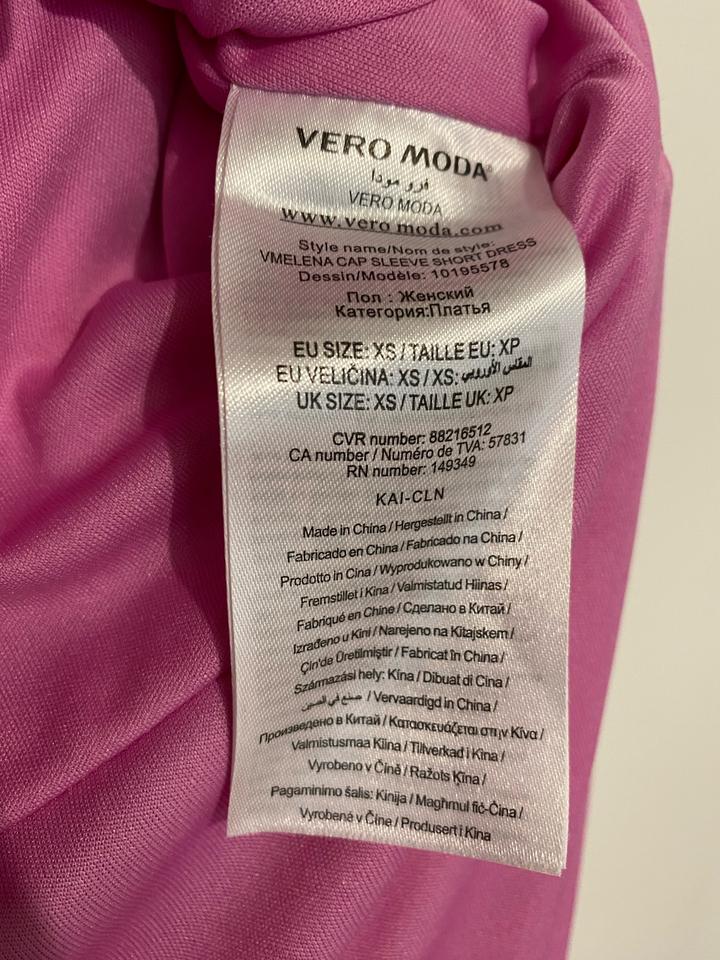 VERO MODA®
فيرو مودا
VERO MODA
www.vero moda.com
Style name/Nom de style:
VMELENA CAP SLEEVE SHORT DRESS
Dessin/Modèle: 10195578
Пол : Женский
Категория:Платья
EU SIZE: XS / TAILLE EU: XP
EU VELIČINA: XS / XS: المقاس الأوروبي
UK SIZE: XS / TAILLE UK: XP
CVR number: 88216512
CA number / Numéro de TVA: 57831
RN number: 149349
KAI-CLN
Made in China / Hergestellt in China /
Fabricado en China / Fabricado na China /
Prodotto in Cina / Wyprodukowano w Chiny /
Fremstillet i Kina / Valmistatud Hiinas /
Fabriqué en Chine / Сделано в Китай /
Izrađeno u Kini / Narejeno na Kitajskem /
Çin'de Üretilmiştir / Fabricat în China /
Származási hely: Kína / Dibuat di Cina /
صنع في الصين / Vervaardigd in China /
Произведено в Китай / Κατασκευάζεται στην Κίνα /
Valmistusmaa Kiina / Tillverkad i Kina /
Vyrobeno v Čině / Ražots Ķīna /
Pagaminimo šalis: Kinija / Magħmul fiċ-Ċina /
Vyrobené v Číne / Produsert i Kina